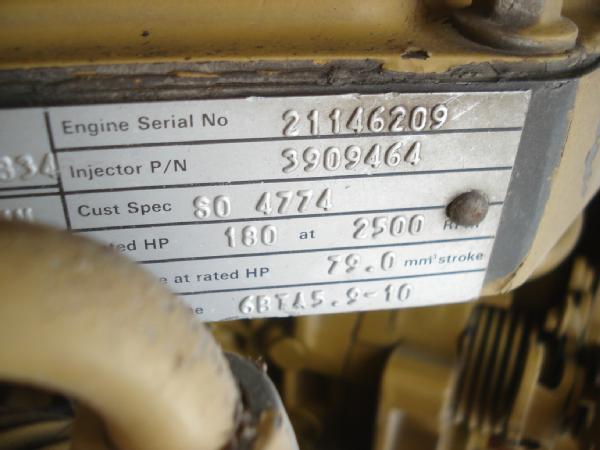 Engine Serial No 21146209
334 Injector P/N 3909464
Cust Spec SO 4774
HP 180 at 2500
at rated HP 79.0 mm³ stroke
6BTA5.9-10